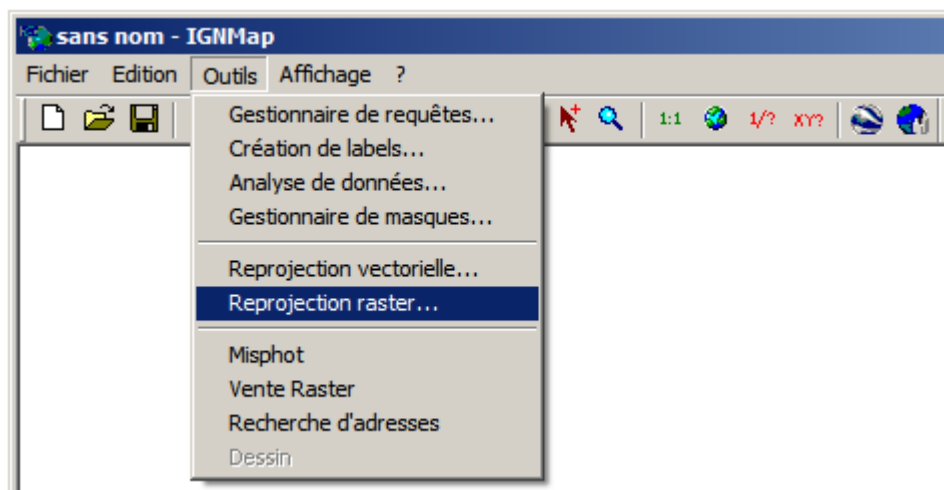 sans nom - IGNMap
Fichier Edition Outils Affichage ?
1:1 1/? XY?
Gestionnaire de requêtes...
Création de labels...
Analyse de données...
Gestionnaire de masques...
Reprojection vectorielle...
Reprojection raster...
Misphot
Vente Raster
Recherche d'adresses
Dessin